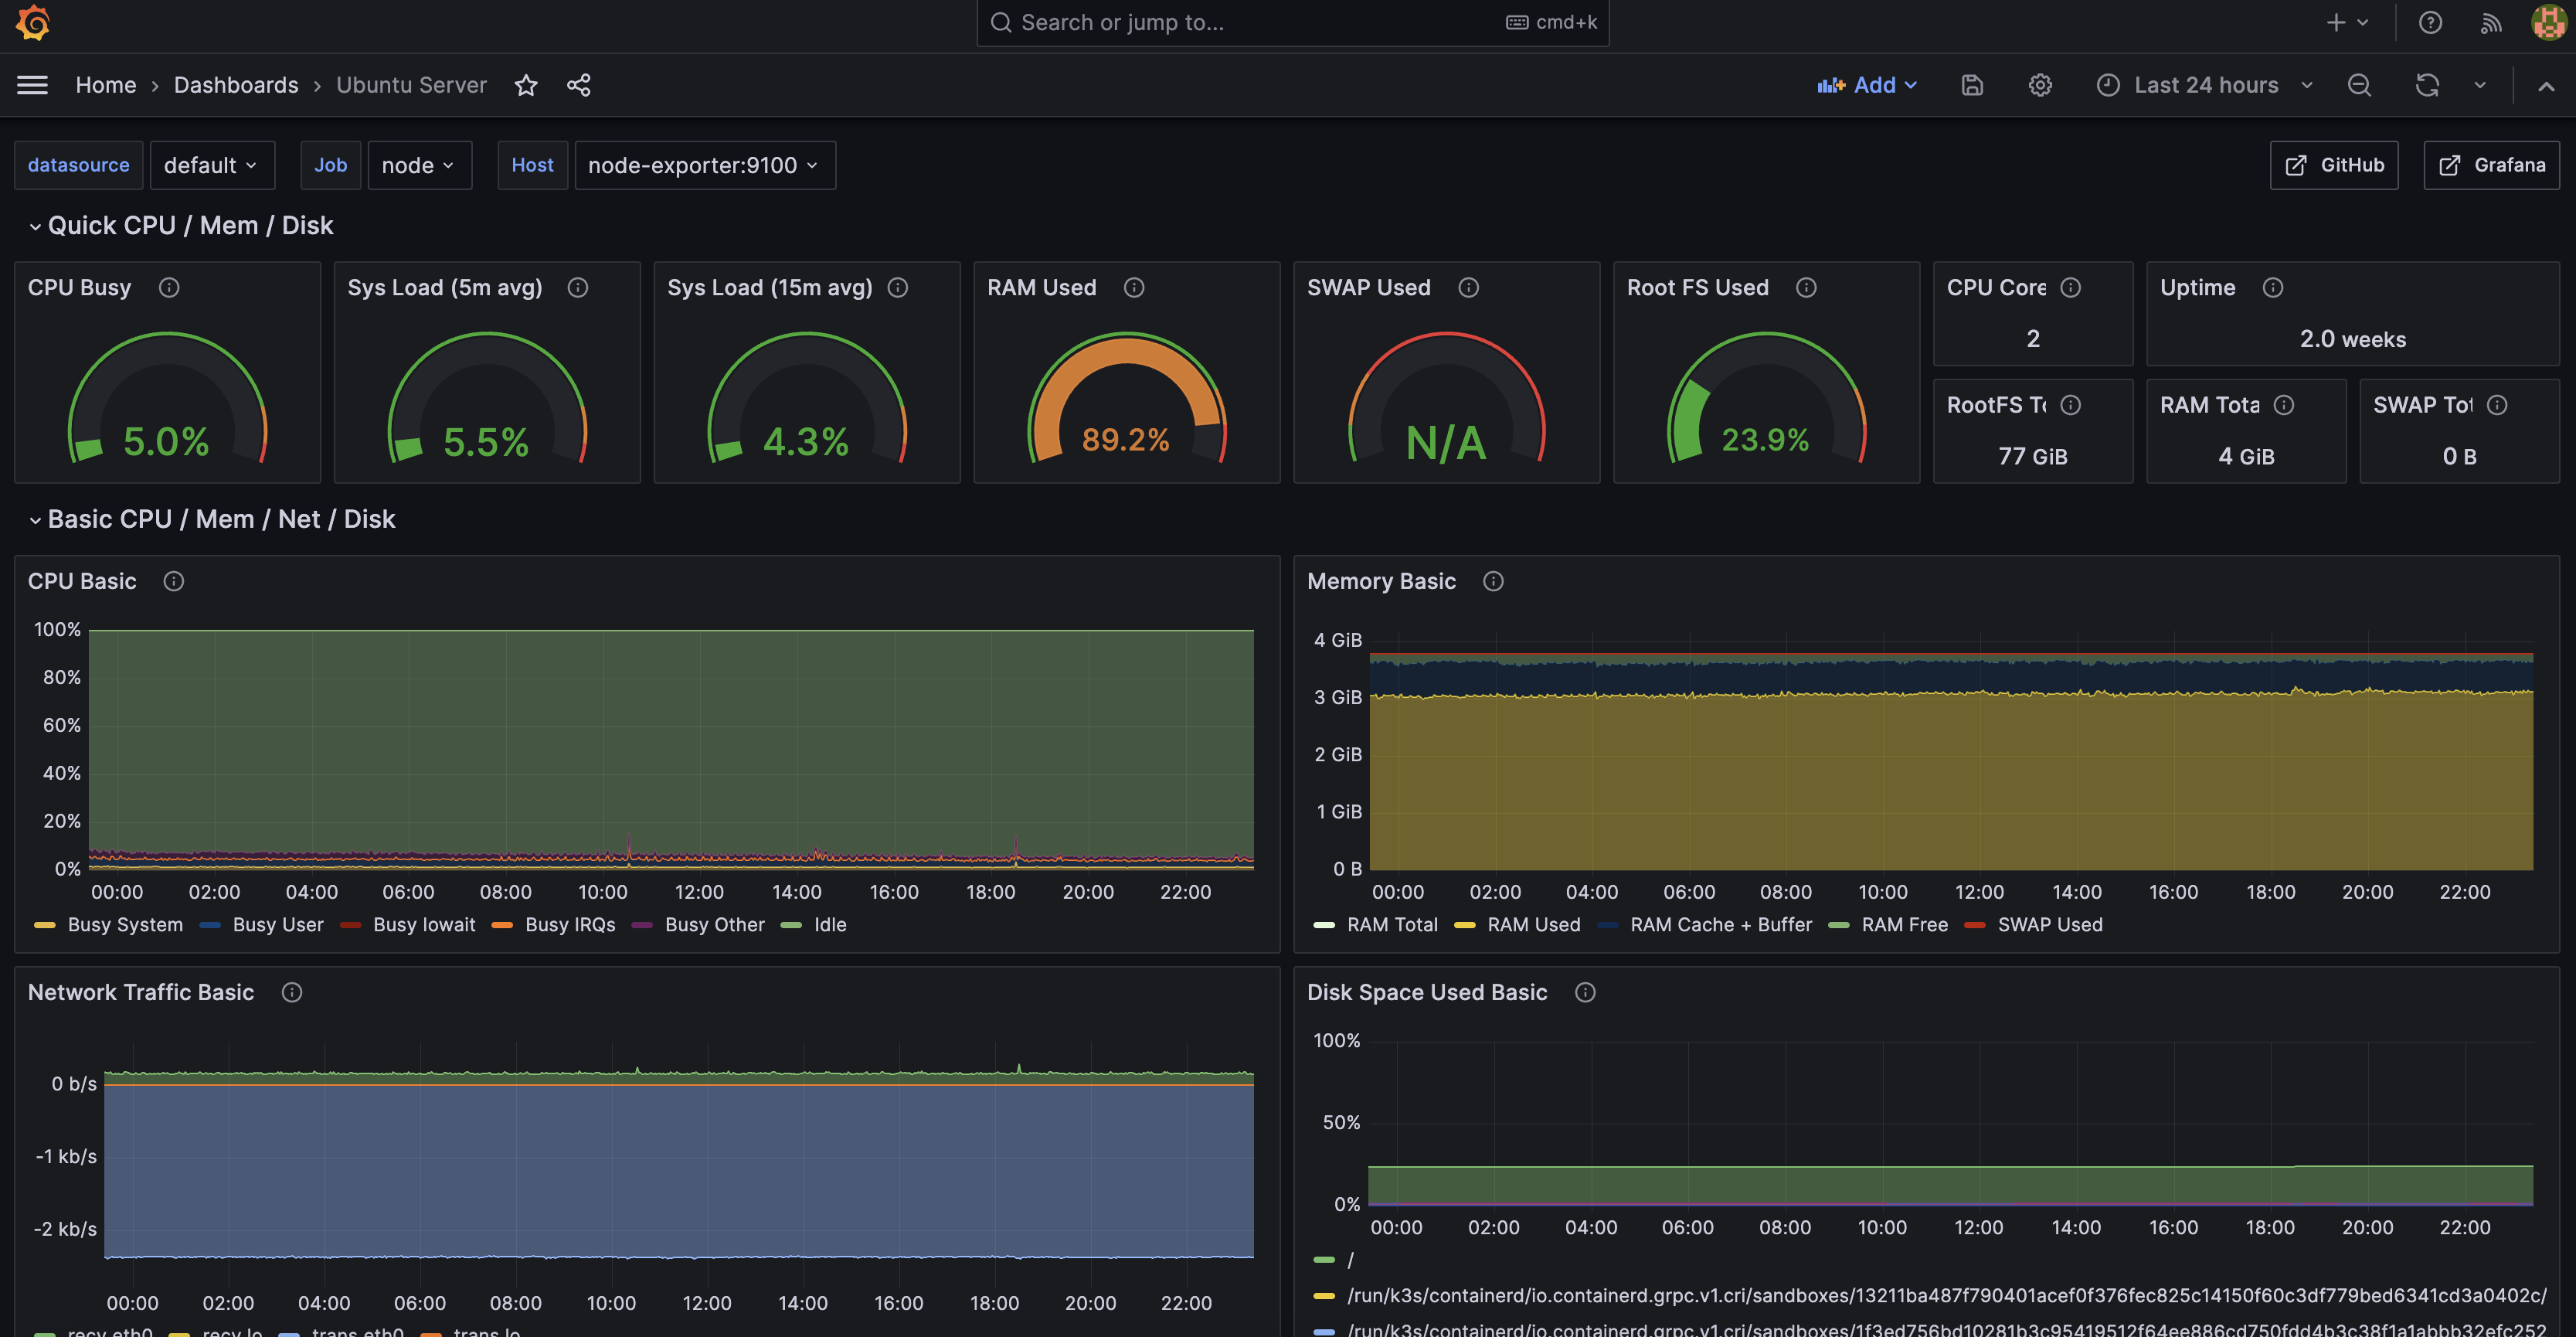 Search or jump to... cmd+k
Home › Dashboards › Ubuntu Server Add Last 24 hours
datasource default Job node Host node-exporter:9100 GitHub Grafana
Quick CPU / Mem / Disk
CPU Busy
5.0%
Sys Load (5m avg)
5.5%
Sys Load (15m avg)
4.3%
RAM Used
89.2%
SWAP Used
N/A
Root FS Used
23.9%
CPU Core
2
Uptime
2.0 weeks
RootFS To
77 GiB
RAM Tota
4 GiB
SWAP Tot
0 B
Basic CPU / Mem / Net / Disk
CPU Basic
100%
80%
60%
40%
20%
0%
00:00 02:00 04:00 06:00 08:00 10:00 12:00 14:00 16:00 18:00 20:00 22:00
Busy System Busy User Busy Iowait Busy IRQs Busy Other Idle
Memory Basic
4 GiB
3 GiB
2 GiB
1 GiB
0 B
00:00 02:00 04:00 06:00 08:00 10:00 12:00 14:00 16:00 18:00 20:00 22:00
RAM Total RAM Used RAM Cache + Buffer RAM Free SWAP Used
Network Traffic Basic
0 b/s
-1 kb/s
-2 kb/s
00:00 02:00 04:00 06:00 08:00 10:00 12:00 14:00 16:00 18:00 20:00 22:00
recv eth0 recv lo trans eth0 trans lo
Disk Space Used Basic
100%
50%
0%
00:00 02:00 04:00 06:00 08:00 10:00 12:00 14:00 16:00 18:00 20:00 22:00
/
/run/k3s/containerd/io.containerd.grpc.v1.cri/sandboxes/13211ba487f790401acef0f376fec825c14150f60c3df779bed6341cd3a0402c/
/run/k3s/containerd/io.containerd.grpc.v1.cri/sandboxes/1f3ed756bd10281b3c95419512f64ee886cd750fdd4b3c38f1a1abbb32efc252